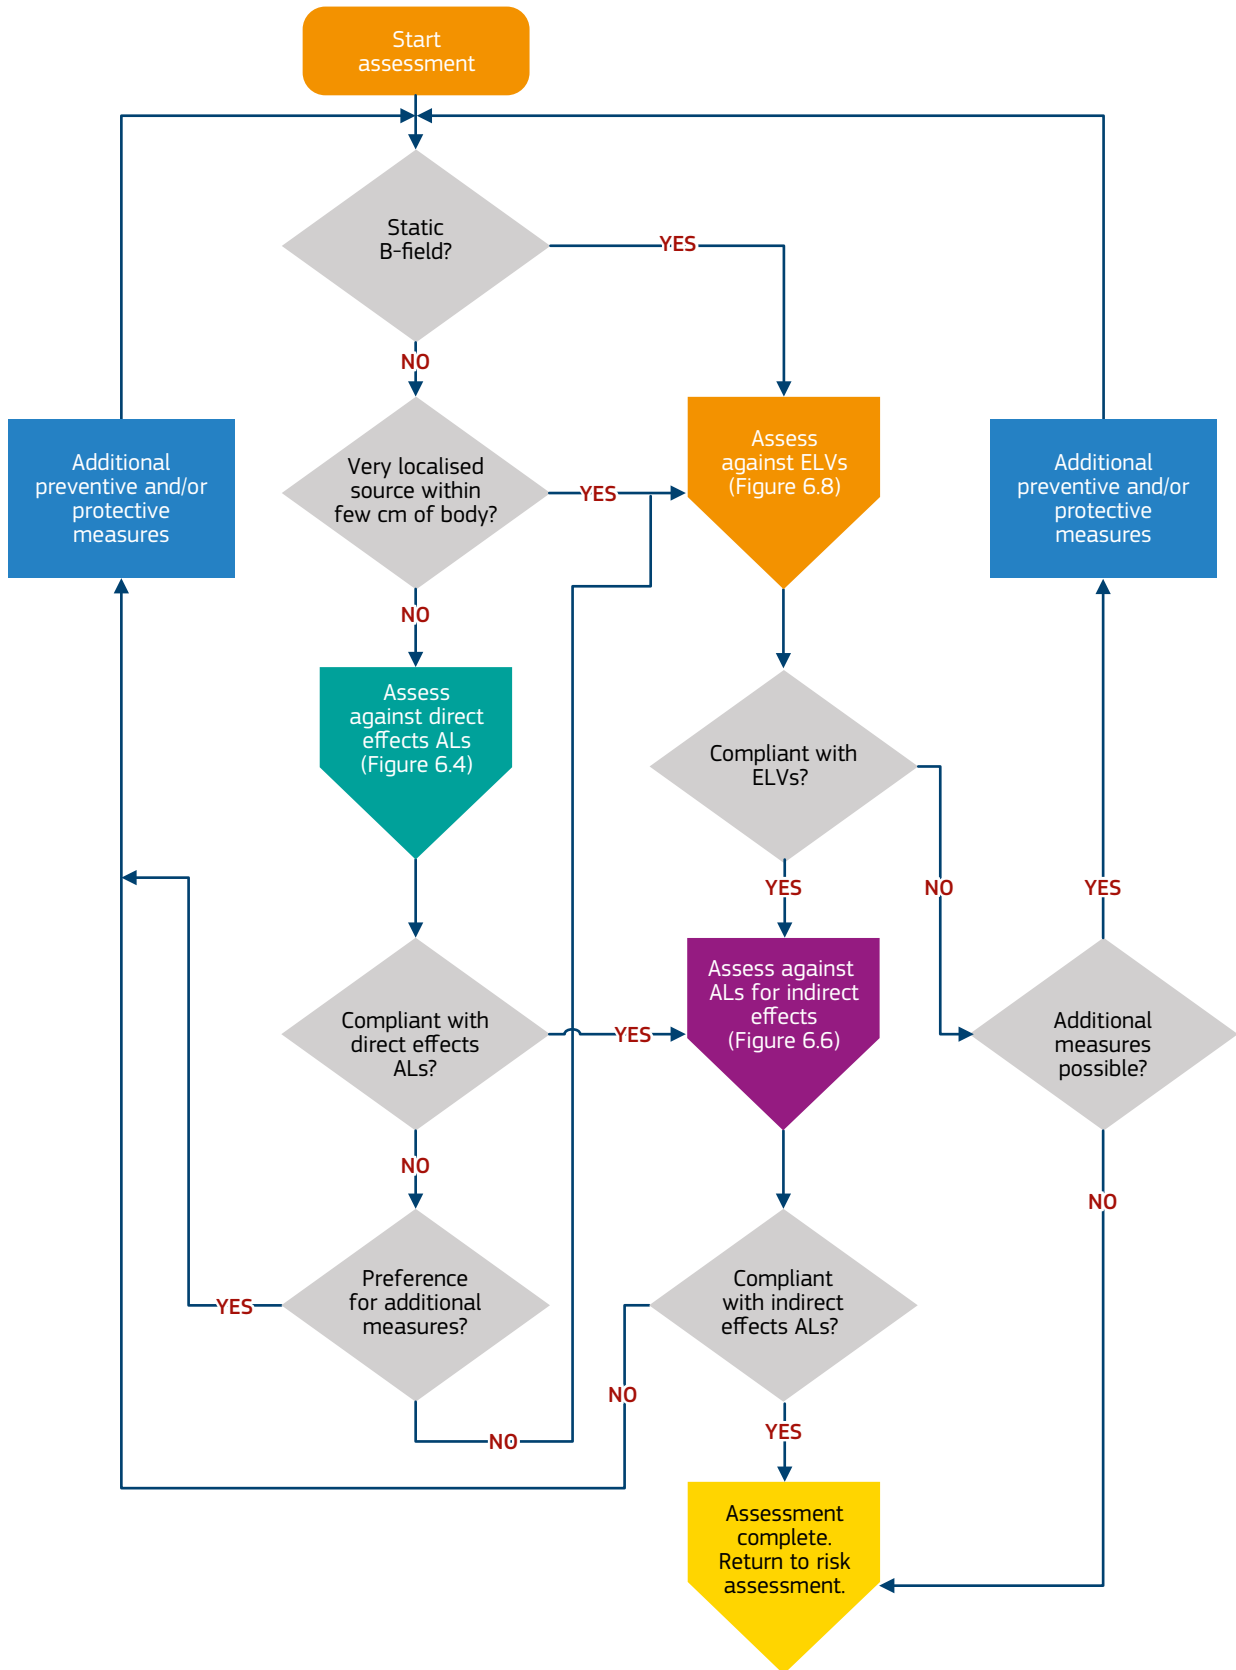 Start
assessment
Static
B-field?
YES
NO
Additional
preventive and/or
protective
measures
Very localised
source within
few cm of body?
YES
Assess
against ELVs
(Figure 6.8)
Additional
preventive and/or
protective
measures
NO
Assess
against direct
effects ALs
(Figure 6.4)
Compliant with
ELVs?
YES
NO
YES
Compliant with
direct effects
ALs?
YES
Assess against
ALs for indirect
effects
(Figure 6.6)
Additional
measures
possible?
NO
NO
Preference
for additional
measures?
YES
Compliant
with indirect
effects ALs?
NO
NO
YES
Assessment
complete.
Return to risk
assessment.